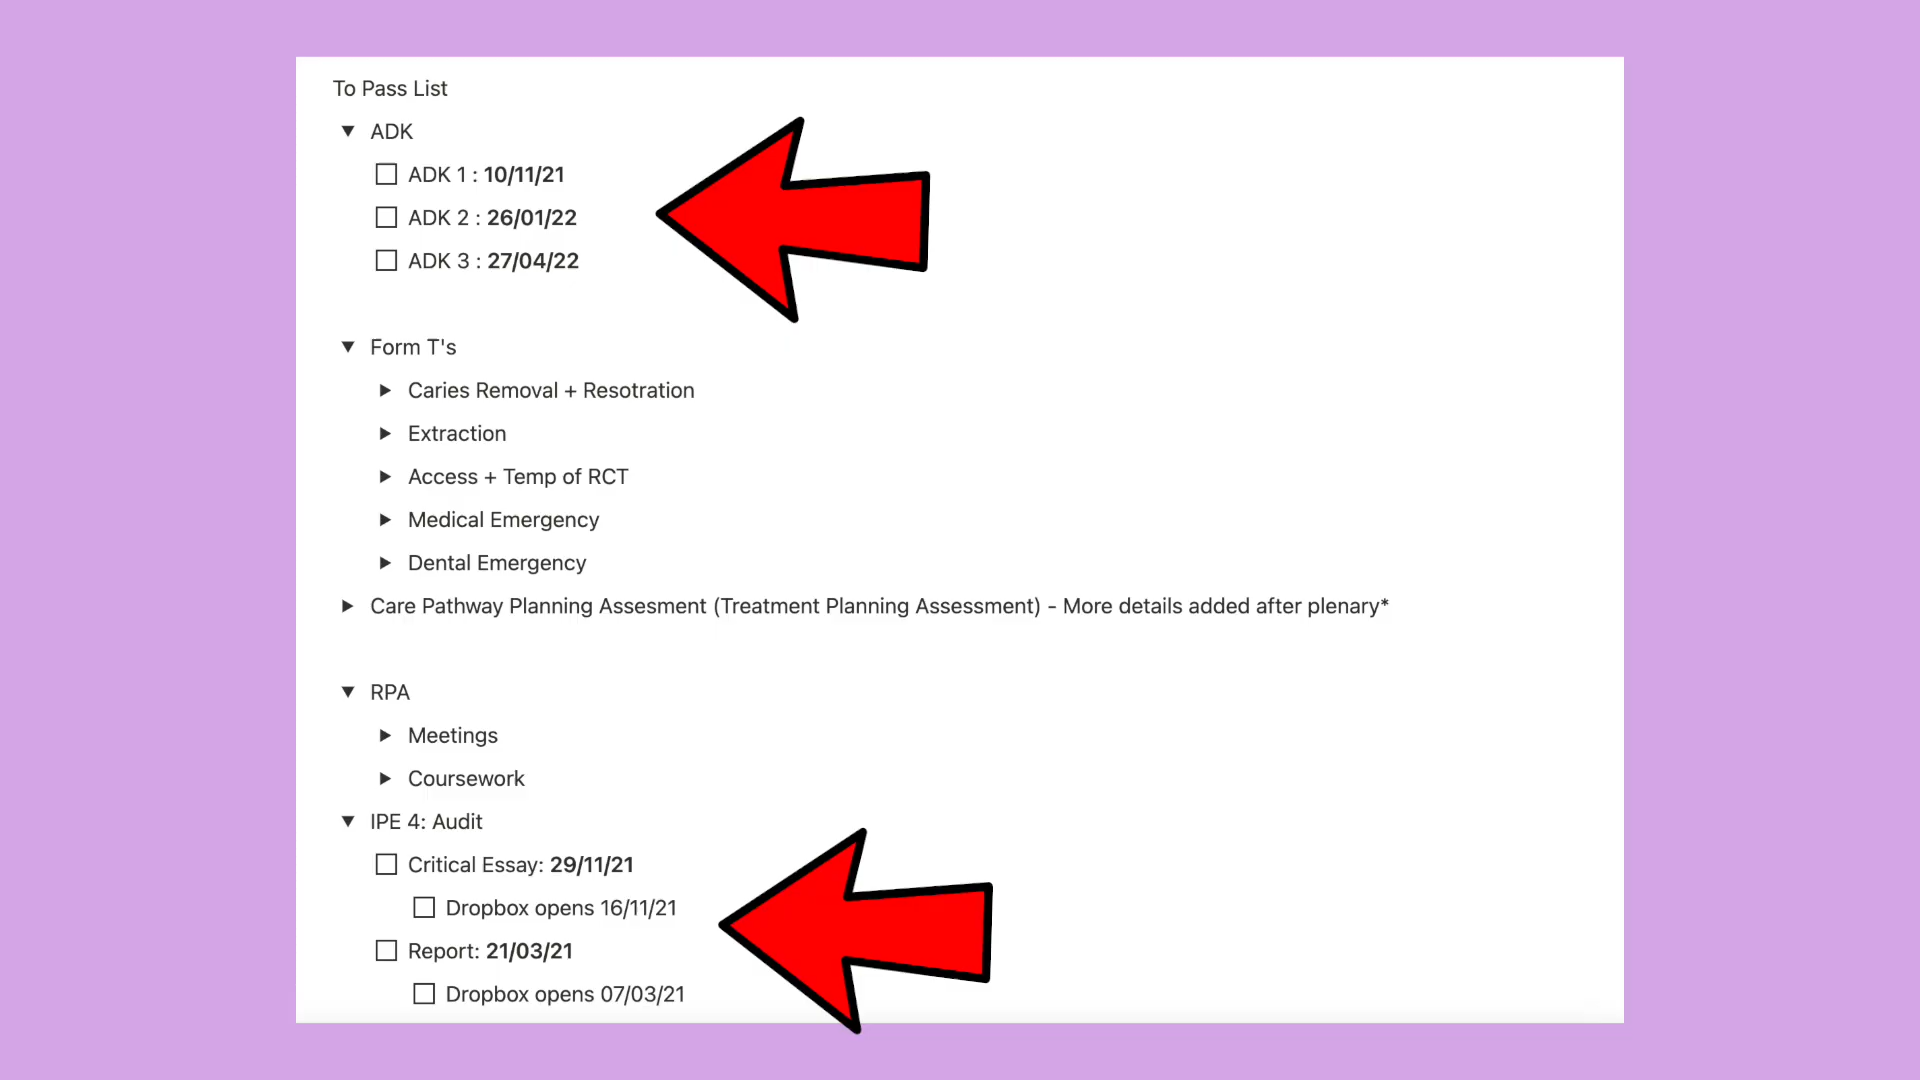 To Pass List
ADK
ADK 1 : 10/11/21
ADK 2 : 26/01/22
ADK 3 : 27/04/22
Form T's
Caries Removal + Resotration
Extraction
Access + Temp of RCT
Medical Emergency
Dental Emergency
Care Pathway Planning Assesment (Treatment Planning Assessment) - More details added after plenary*
RPA
Meetings
Coursework
IPE 4: Audit
Critical Essay: 29/11/21
Dropbox opens 16/11/21
Report: 21/03/21
Dropbox opens 07/03/21